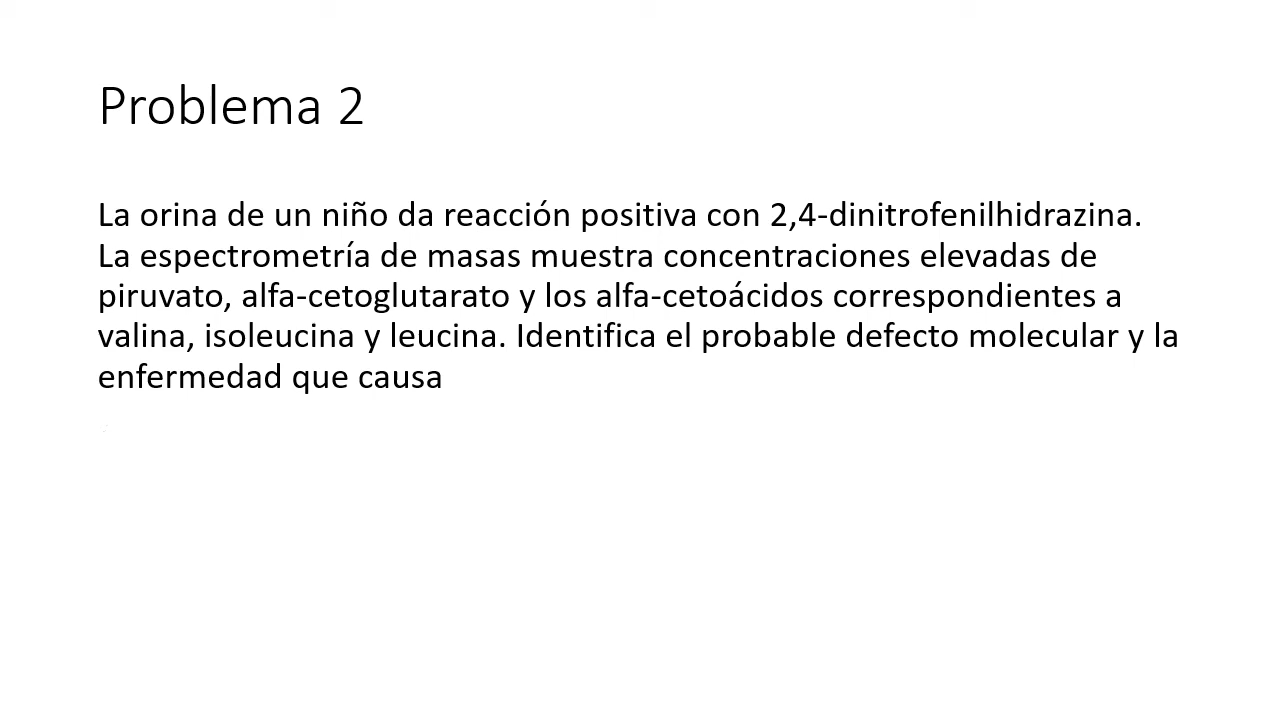 Problema 2
La orina de un niño da reacción positiva con 2,4-dinitrofenilhidrazina.
La espectrometría de masas muestra concentraciones elevadas de
piruvato, alfa-cetoglutarato y los alfa-cetoácidos correspondientes a
valina, isoleucina y leucina. Identifica el probable defecto molecular y la
enfermedad que causa